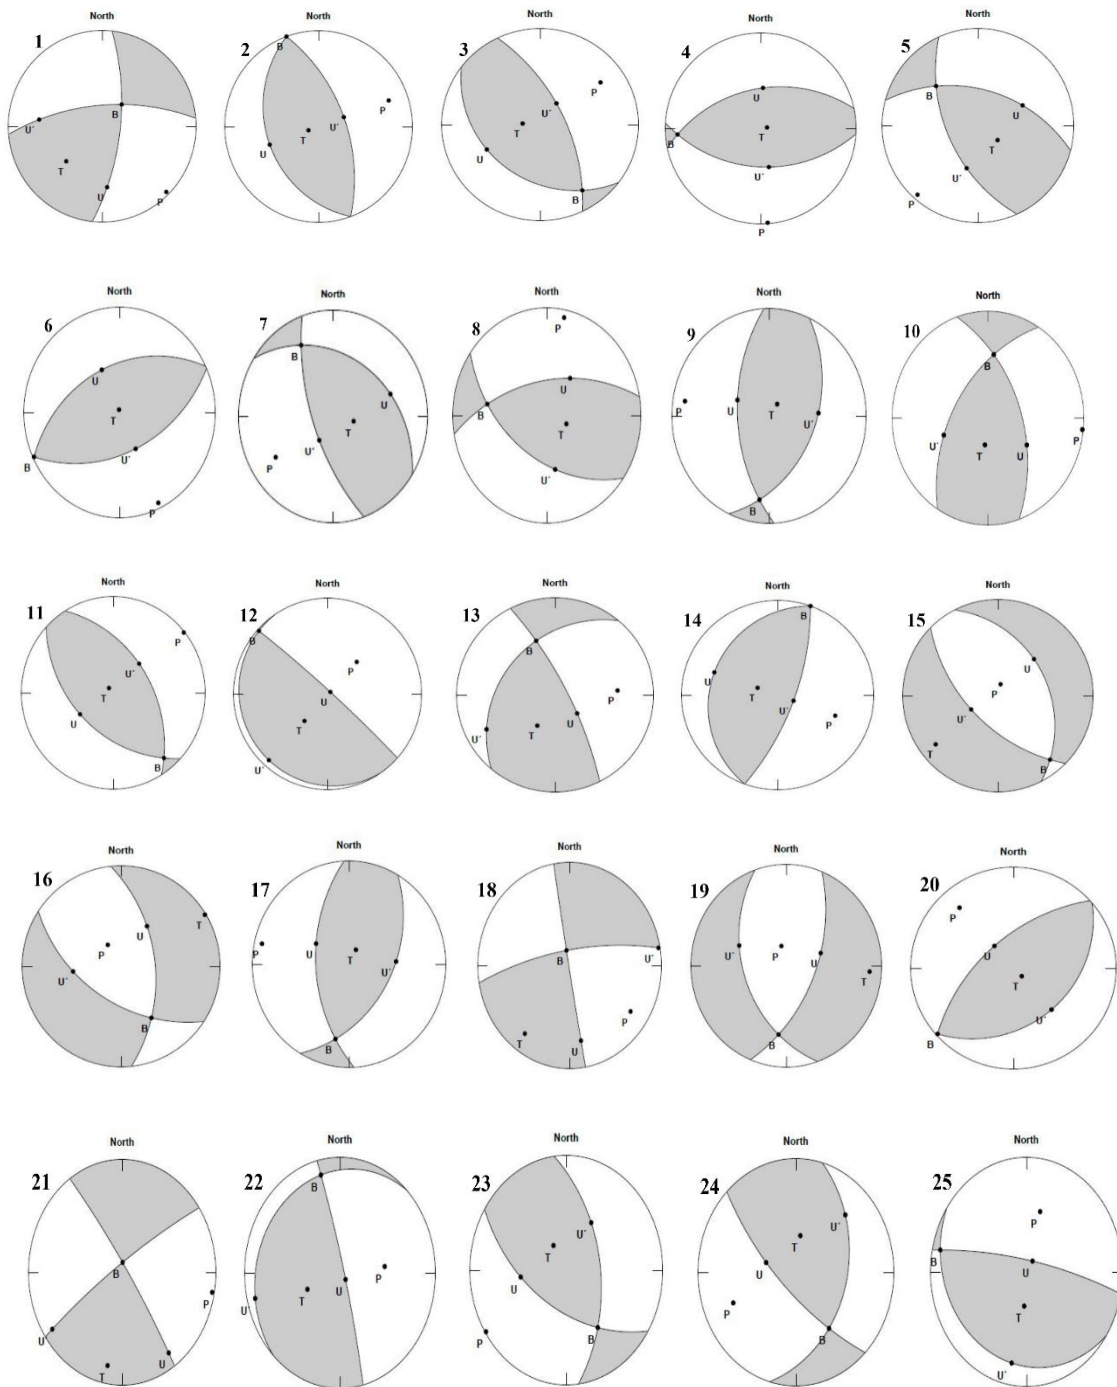 North North North North North
1 2 3 4 5
B U' T U P
B P U' T U
P U' T U B
U T B U' P
B U T U' P
North North North North North
6 7 8 9 10
U T B U' P
B U T U' P
P U B T U'
P U T U' B
B U' T U P
North North North North North
11 12 13 14 15
P U' T U B
B P U T U'
B P U U' T
B U T U' P
U P U' T B
North North North North North
16 17 18 19 20
T U P U' B
P U T U' B
B U' P T U
U' P U T B
P U T U' B
North North North North North
21 22 23 24 25
B P U U T
B P U T U'
U' T U P B
U' T U P B
P B U T U'